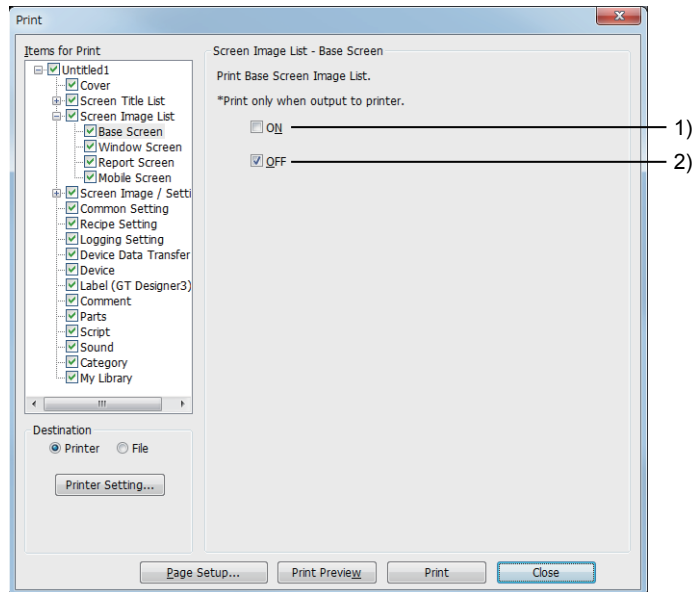 Print
Items for Print
Untitled1
Cover
Screen Title List
Screen Image List
Base Screen
Window Screen
Report Screen
Mobile Screen
Screen Image / Setti
Common Setting
Recipe Setting
Logging Setting
Device Data Transfer
Device
Label (GT Designer3)
Comment
Parts
Script
Sound
Category
My Library
Destination
Printer File
Printer Setting...
Screen Image List - Base Screen
Print Base Screen Image List.
*Print only when output to printer.
ON 1)
OFF 2)
Page Setup... Print Preview Print Close